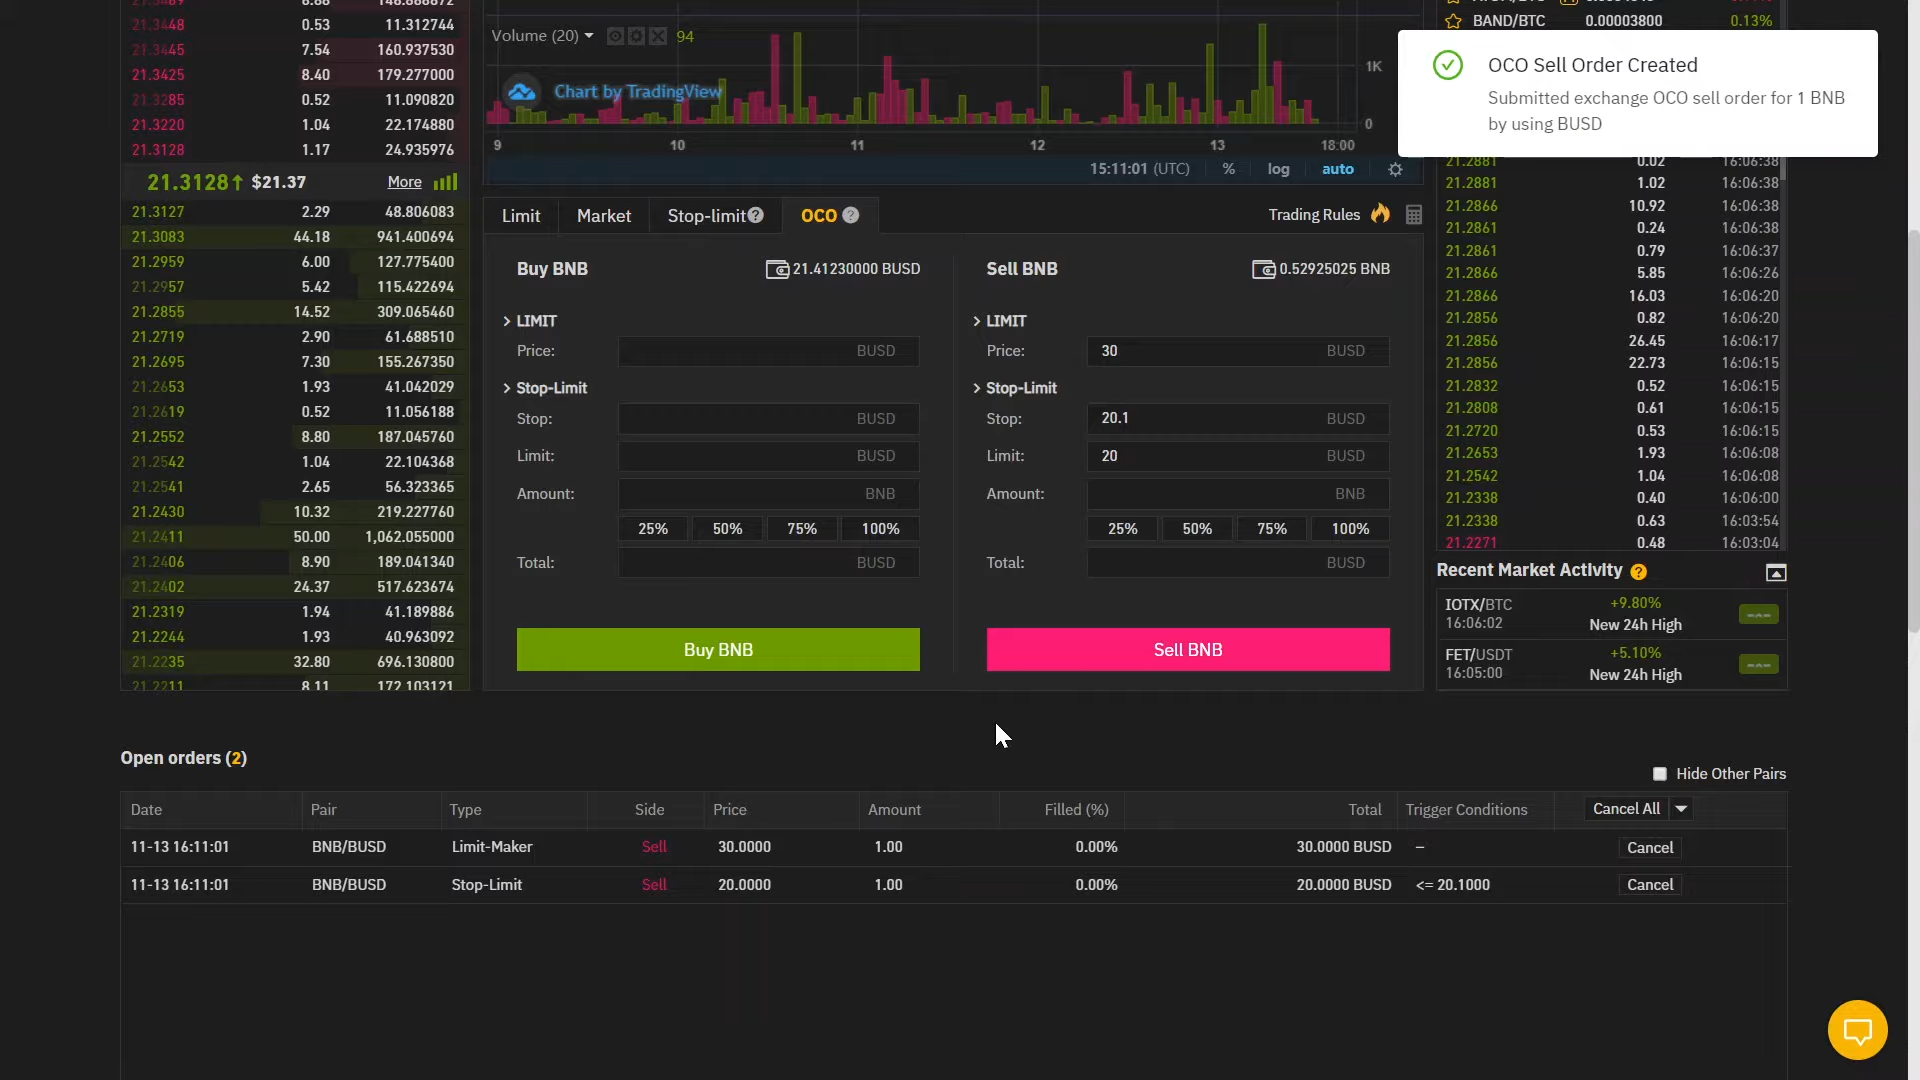 21.3448 0.53 11.312744
21.3445 7.54 160.937530
21.3425 8.40 179.277000
21.3285 0.52 11.090820
21.3220 1.04 22.174880
21.3128 1.17 24.935976
21.3128↑ $21.37 More
21.3127 2.29 48.806083
21.3083 44.18 941.400694
21.2959 6.00 127.775400
21.2957 5.42 115.422694
21.2855 14.52 309.065460
21.2719 2.90 61.688510
21.2695 7.30 155.267350
21.2653 1.93 41.042029
21.2619 0.52 11.056188
21.2552 8.80 187.045760
21.2542 1.04 22.104368
21.2541 2.65 56.323365
21.2430 10.32 219.227760
21.2411 50.00 1,062.055000
21.2406 8.90 189.041340
21.2402 24.37 517.623674
21.2319 1.94 41.189886
21.2244 1.93 40.963092
21.2235 32.80 696.130800
21.2211 8.11 172.103121
Volume (20) 94
Chart by TradingView
1K
0
9 10 11 12 13 18:00
15:11:01 (UTC) % log auto
Limit Market Stop-limit? OCO ? Trading Rules
Buy BNB 21.41230000 BUSD
> LIMIT
Price: BUSD
> Stop-Limit
Stop: BUSD
Limit: BUSD
Amount: BNB
25% 50% 75% 100%
Total: BUSD
Buy BNB
Sell BNB 0.52925025 BNB
> LIMIT
Price: 30 BUSD
> Stop-Limit
Stop: 20.1 BUSD
Limit: 20 BUSD
Amount: BNB
25% 50% 75% 100%
Total: BUSD
Sell BNB
BAND/BTC 0.00003800 0.13%
OCO Sell Order Created
Submitted exchange OCO sell order for 1 BNB
by using BUSD
21.2881 0.02 16:06:38
21.2881 1.02 16:06:38
21.2866 10.92 16:06:38
21.2861 0.24 16:06:38
21.2861 0.79 16:06:37
21.2866 5.85 16:06:26
21.2866 16.03 16:06:20
21.2856 0.82 16:06:20
21.2856 26.45 16:06:17
21.2856 22.73 16:06:15
21.2832 0.52 16:06:15
21.2808 0.61 16:06:15
21.2720 0.53 16:06:15
21.2653 1.93 16:06:08
21.2542 1.04 16:06:08
21.2338 0.40 16:06:00
21.2338 0.63 16:03:54
21.2271 0.48 16:03:04
Recent Market Activity ?
IOTX/BTC +9.80%
16:06:02 New 24h High
FET/USDT +5.10%
16:05:00 New 24h High
Open orders (2)
Hide Other Pairs
Date Pair Type Side Price Amount Filled (%) Total Trigger Conditions Cancel All
11-13 16:11:01 BNB/BUSD Limit-Maker Sell 30.0000 1.00 0.00% 30.0000 BUSD – Cancel
11-13 16:11:01 BNB/BUSD Stop-Limit Sell 20.0000 1.00 0.00% 20.0000 BUSD <= 20.1000 Cancel